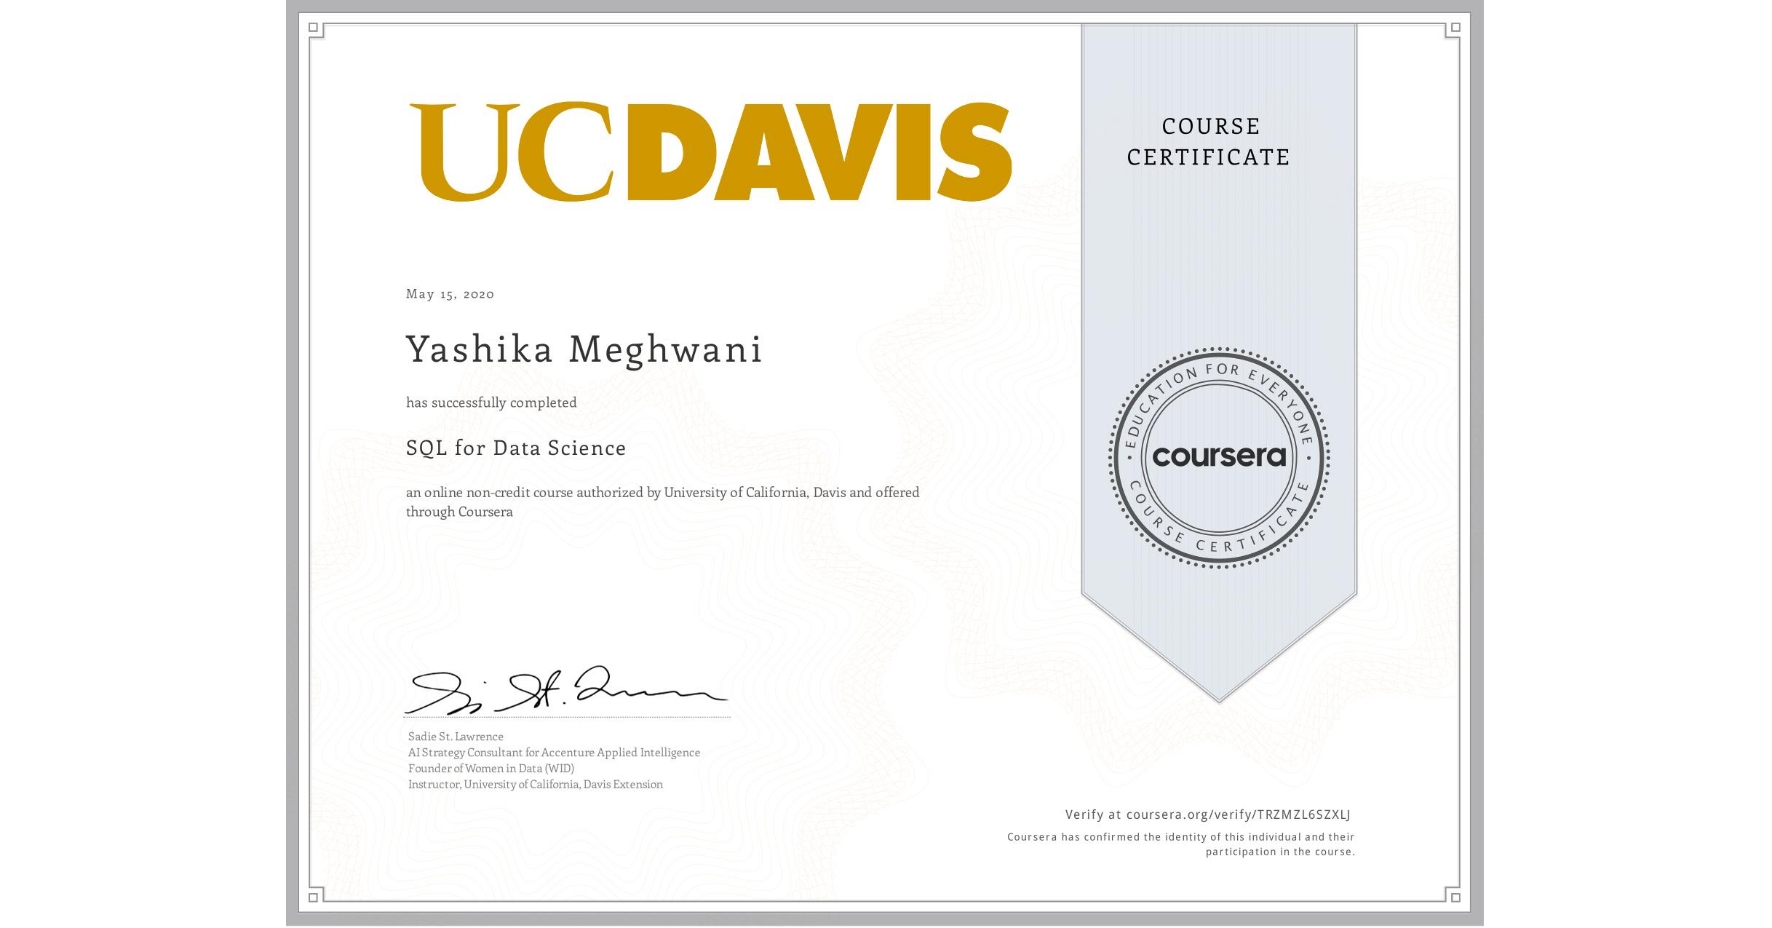 UCDAVIS
COURSE
CERTIFICATE
May 15, 2020
Yashika Meghwani
has successfully completed
SQL for Data Science
an online non-credit course authorized by University of California, Davis and offered
through Coursera
EDUCATION FOR EVERYONE
coursera
COURSE CERTIFICATE
Sadie St. Lawrence
AI Strategy Consultant for Accenture Applied Intelligence
Founder of Women in Data (WID)
Instructor, University of California, Davis Extension
Verify at coursera.org/verify/TRZMZL6SZXLJ
Coursera has confirmed the identity of this individual and their
participation in the course.